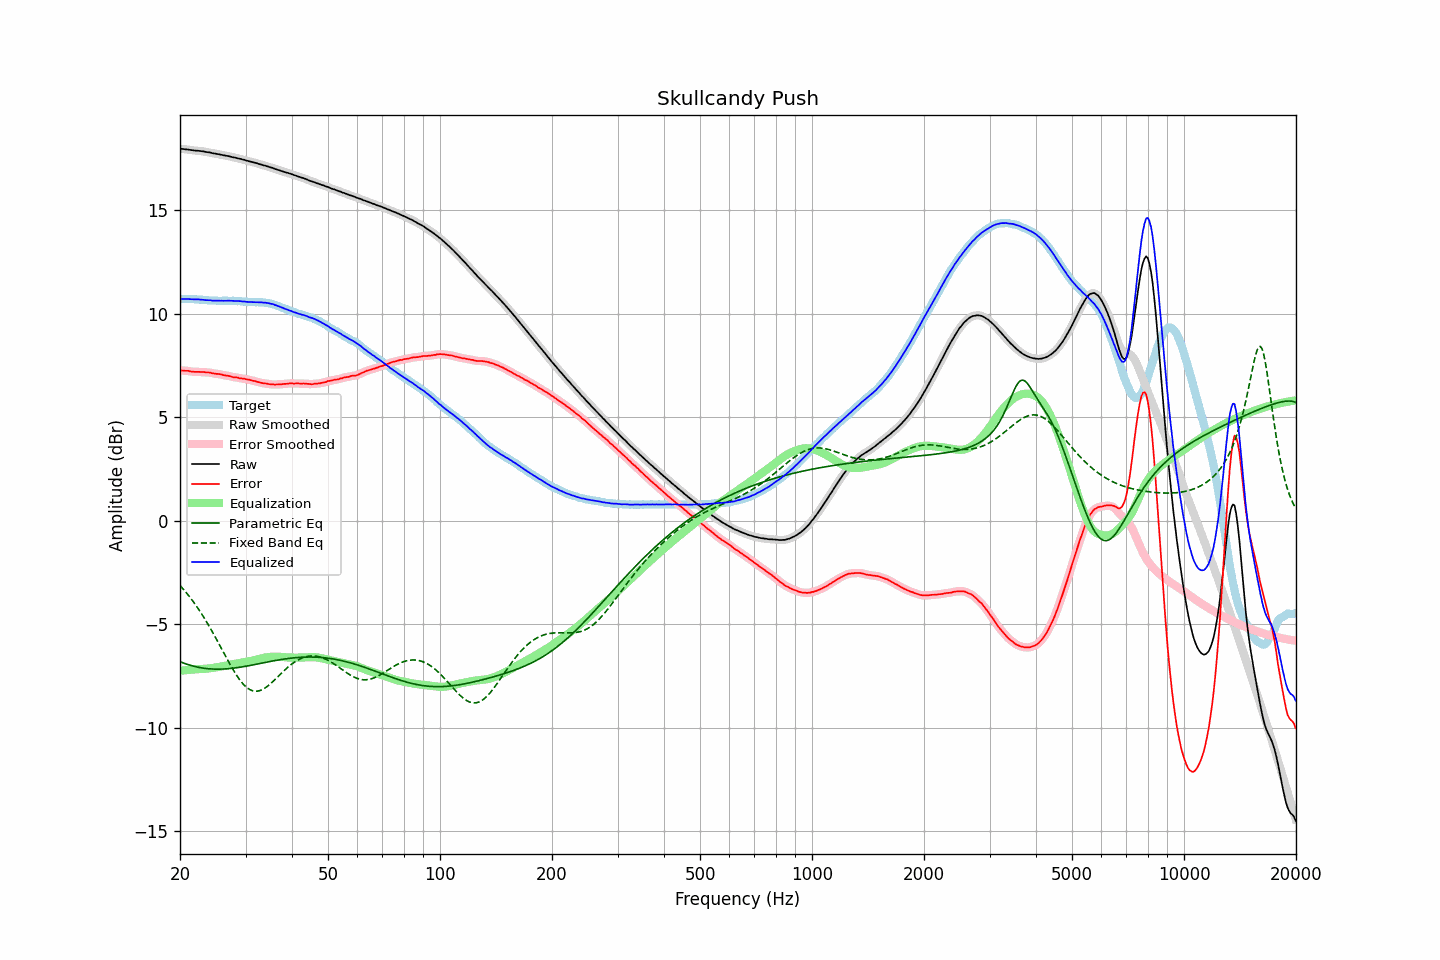 Skullcandy Push
Amplitude (dBr)
15
10
5
0
−5
−10
−15
Target
Raw Smoothed
Error Smoothed
Raw
Error
Equalization
Parametric Eq
Fixed Band Eq
Equalized
20 50 100 200 500 1000 2000 5000 10000 20000
Frequency (Hz)